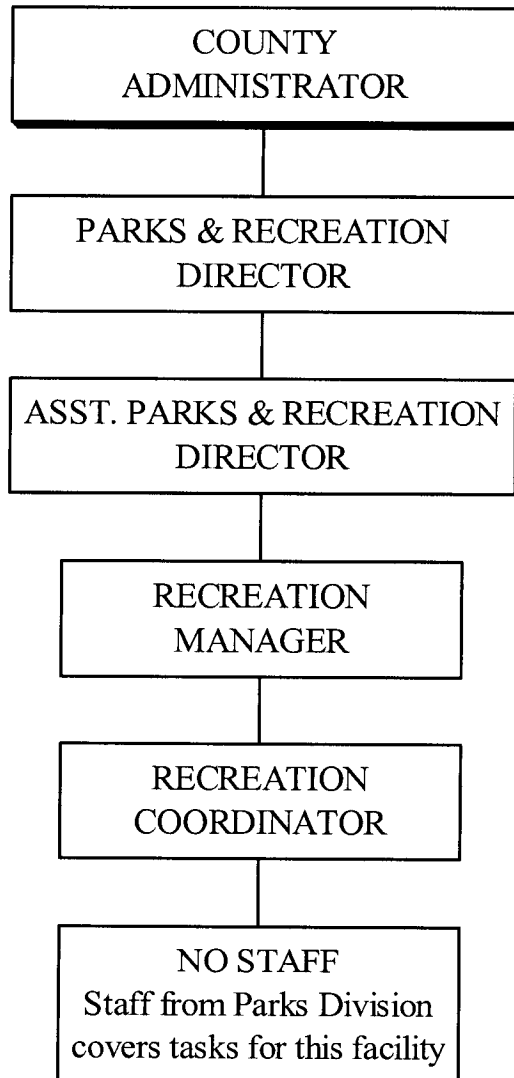 COUNTY
ADMINISTRATOR
PARKS & RECREATION
DIRECTOR
ASST. PARKS & RECREATION
DIRECTOR
RECREATION
MANAGER
RECREATION
COORDINATOR
NO STAFF
Staff from Parks Division
covers tasks for this facility